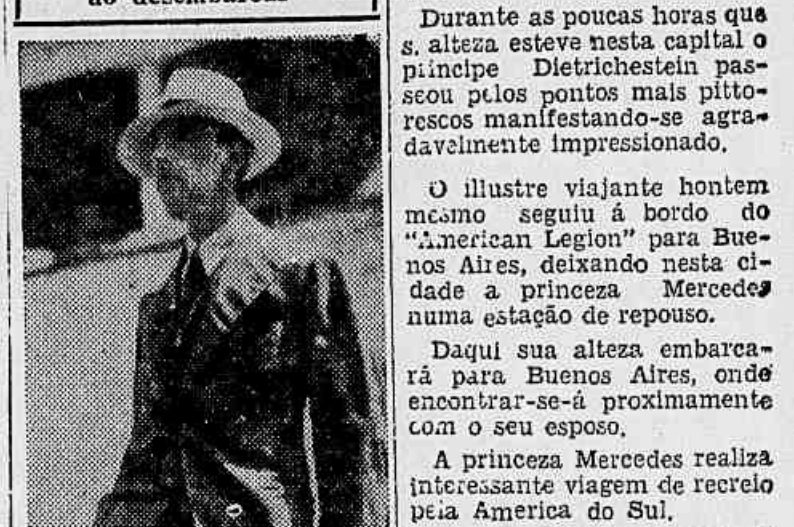 ao desembarcar
Durante as poucas horas que
s. alteza esteve nesta capital o
principe Dietrichestein pas-
seou pelos pontos mais pitto-
rescos manifestando-se agra-
davelmente impressionado.
O illustre viajante hontem
mesmo seguiu á bordo do
"American Legion" para Bue-
nos Aires, deixando nesta ci-
dade a princeza Mercedes
numa estação de repouso.
Daqui sua alteza embarca-
rá para Buenos Aires, onde
encontrar-se-á proximamente
com o seu esposo.
A princeza Mercedes realiza
interessante viagem de recreio
pela America do Sul.